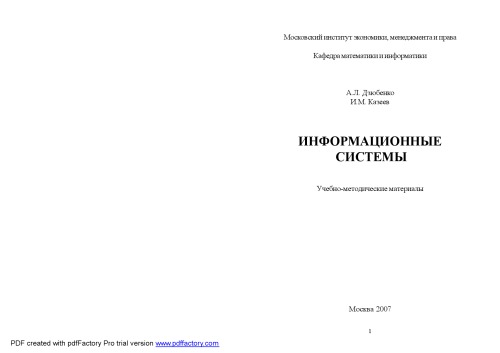 Московский институт экономики, менеджмента и права
Кафедра математики и информатики
А.Л. Дзюбенко
И.М. Казиев
ИНФОРМАЦИОННЫЕ
СИСТЕМЫ
Учебно-методические материалы
Москва 2007
1
PDF created with pdfFactory Pro trial version www.pdffactory.com